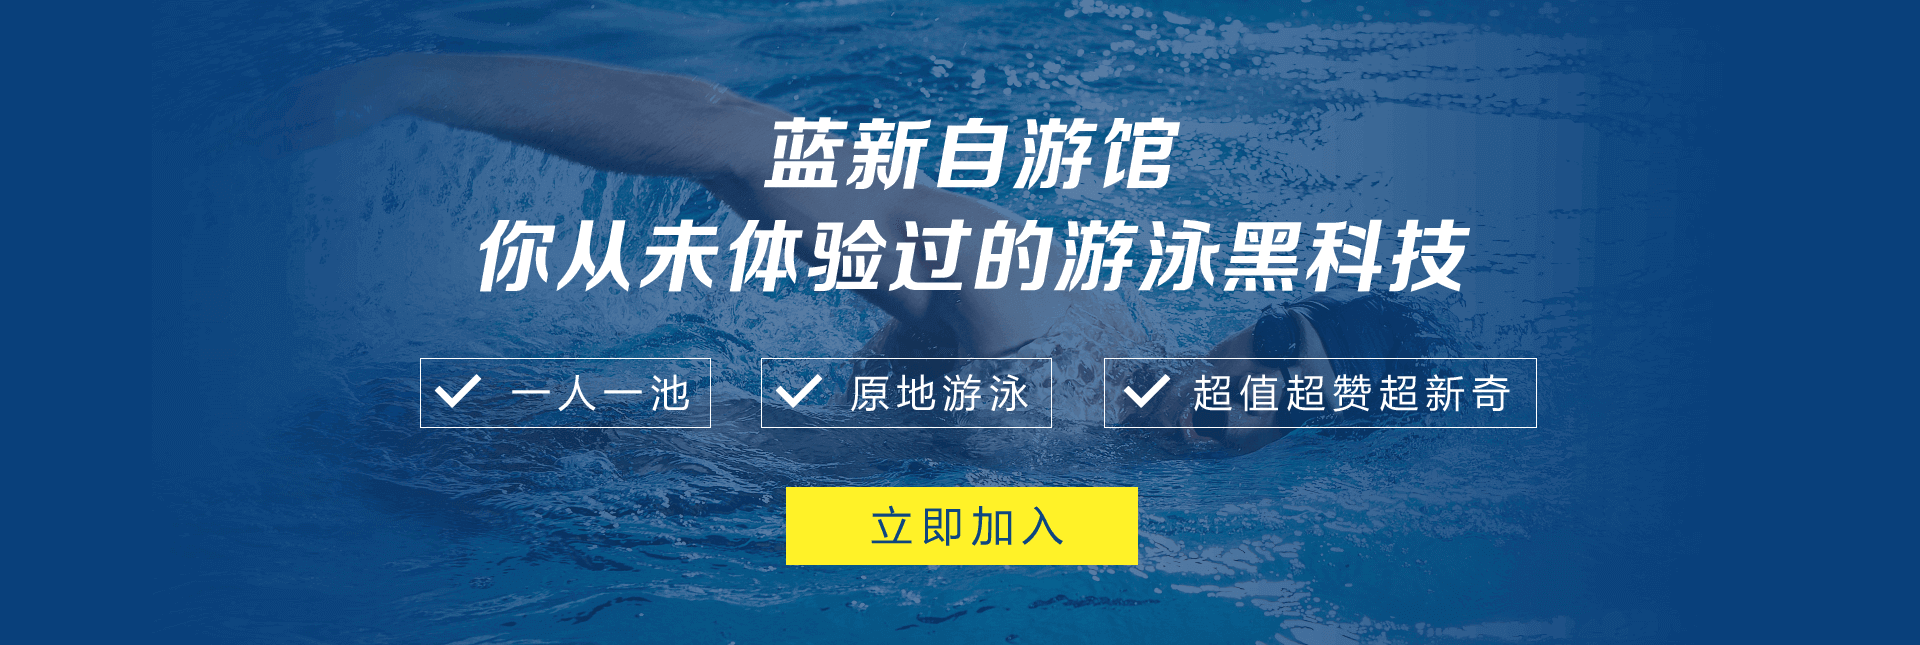 蓝新自游馆
你从未体验过的游泳黑科技
一人一池
原地游泳
超值超赞超新奇
立即加入